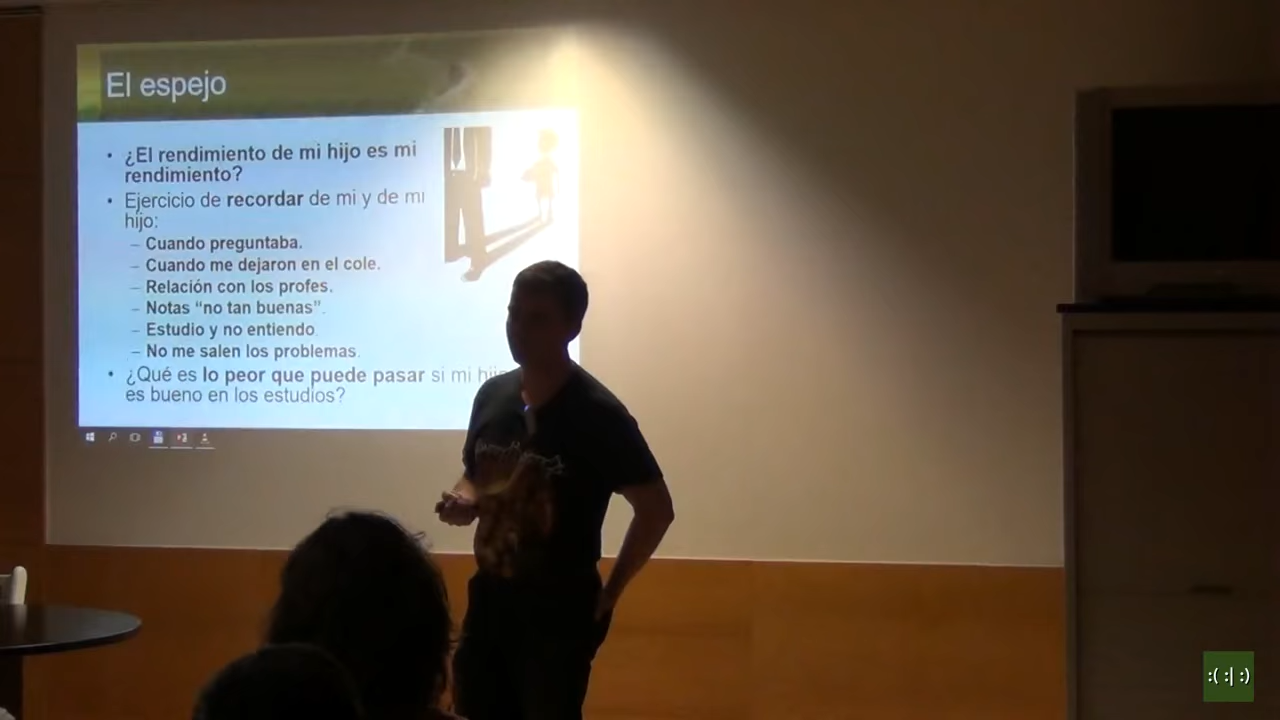 El espejo
• ¿El rendimiento de mi hijo es mi
rendimiento?
• Ejercicio de recordar de mi y de mi
hijo:
– Cuando preguntaba.
– Cuando me dejaron en el cole.
– Relación con los profes.
– Notas “no tan buenas”.
– Estudio y no entiendo.
– No me salen los problemas.
• ¿Qué es lo peor que puede pasar si mi
es bueno en los estudios?
:( :| :)